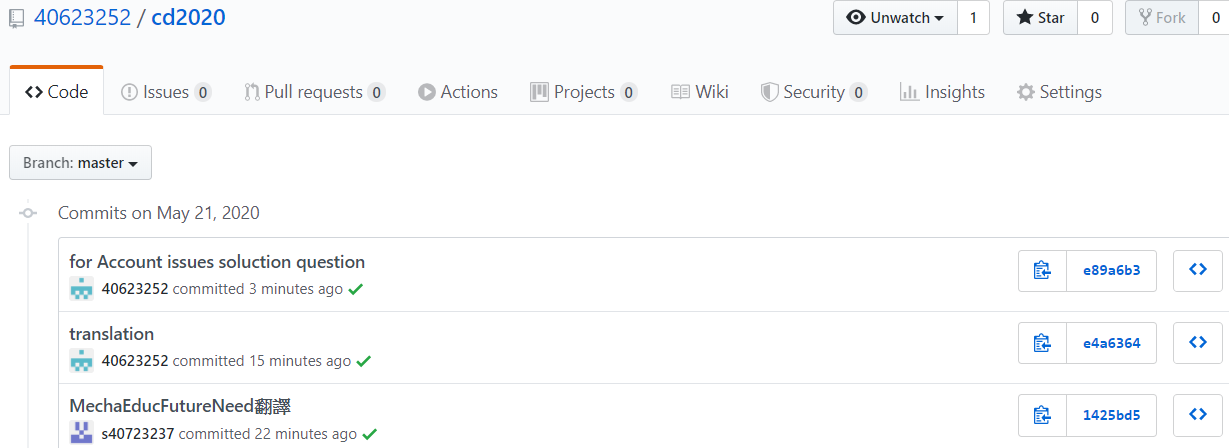 40623252 / cd2020
Unwatch 1 Star 0 Fork 0
Code Issues 0 Pull requests 0 Actions Projects 0 Wiki Security 0 Insights Settings
Branch: master
Commits on May 21, 2020
for Account issues soluction question
e89a6b3
40623252 committed 3 minutes ago
translation
e4a6364
40623252 committed 15 minutes ago
MechaEducFutureNeed翻譯
1425bd5
s40723237 committed 22 minutes ago